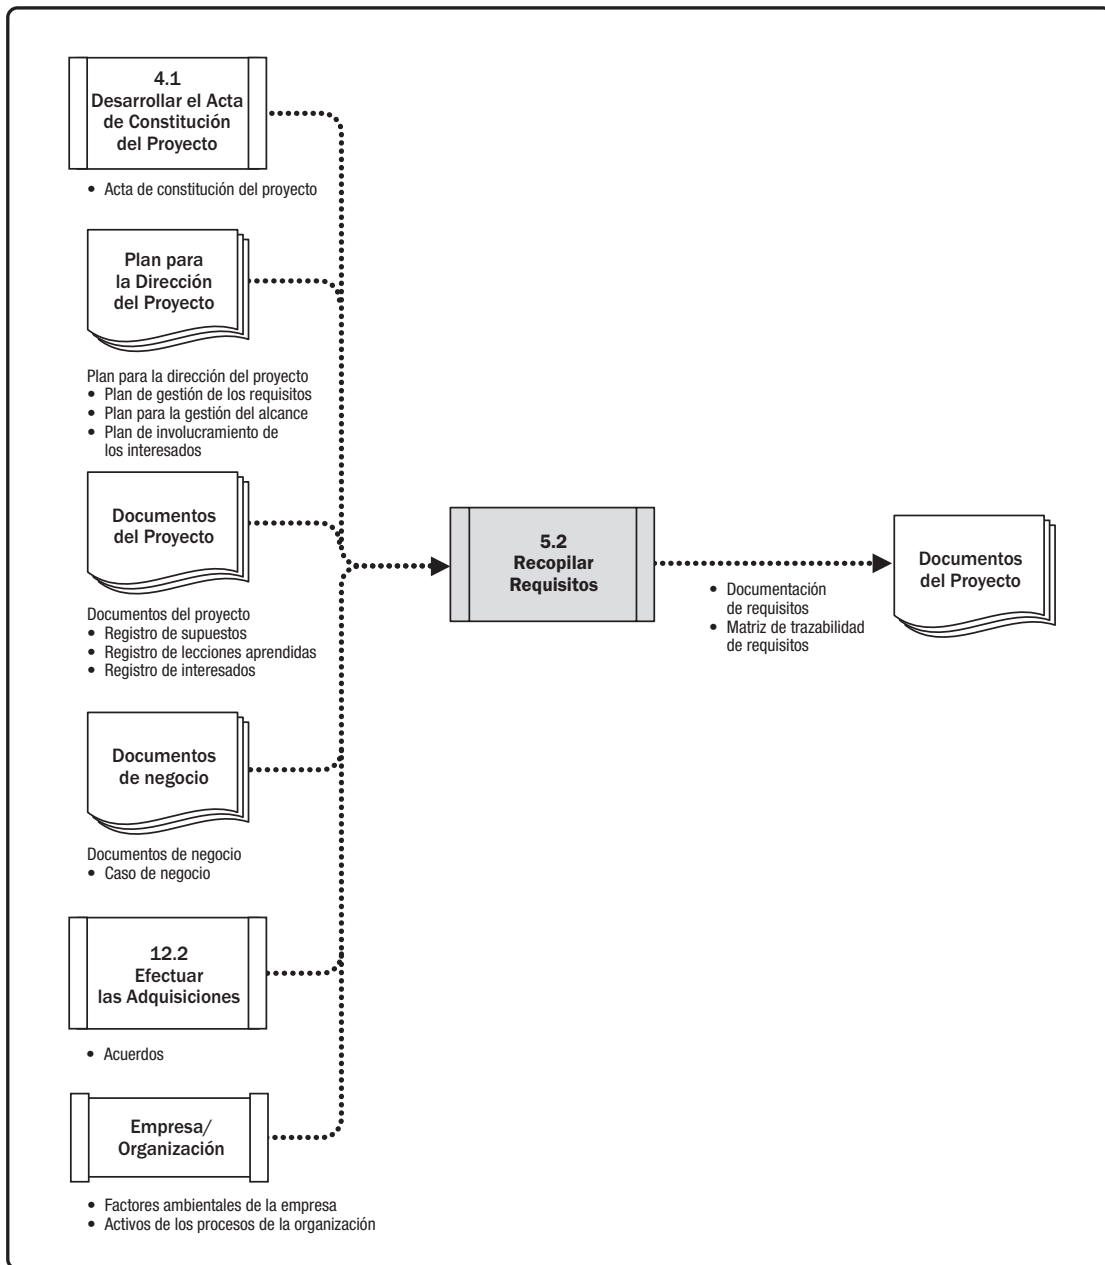 4.1
Desarrollar el Acta
de Constitución
del Proyecto
• Acta de constitución del proyecto
Plan para
la Dirección
del Proyecto
Plan para la dirección del proyecto
• Plan de gestión de los requisitos
• Plan para la gestión del alcance
• Plan de involucramiento de
los interesados
Documentos
del Proyecto
Documentos del proyecto
• Registro de supuestos
• Registro de lecciones aprendidas
• Registro de interesados
Documentos
de negocio
Documentos de negocio
• Caso de negocio
12.2
Efectuar
las Adquisiciones
• Acuerdos
Empresa/
Organización
• Factores ambientales de la empresa
• Activos de los procesos de la organización
5.2
Recopilar
Requisitos
• Documentación
de requisitos
• Matriz de trazabilidad
de requisitos
Documentos
del Proyecto